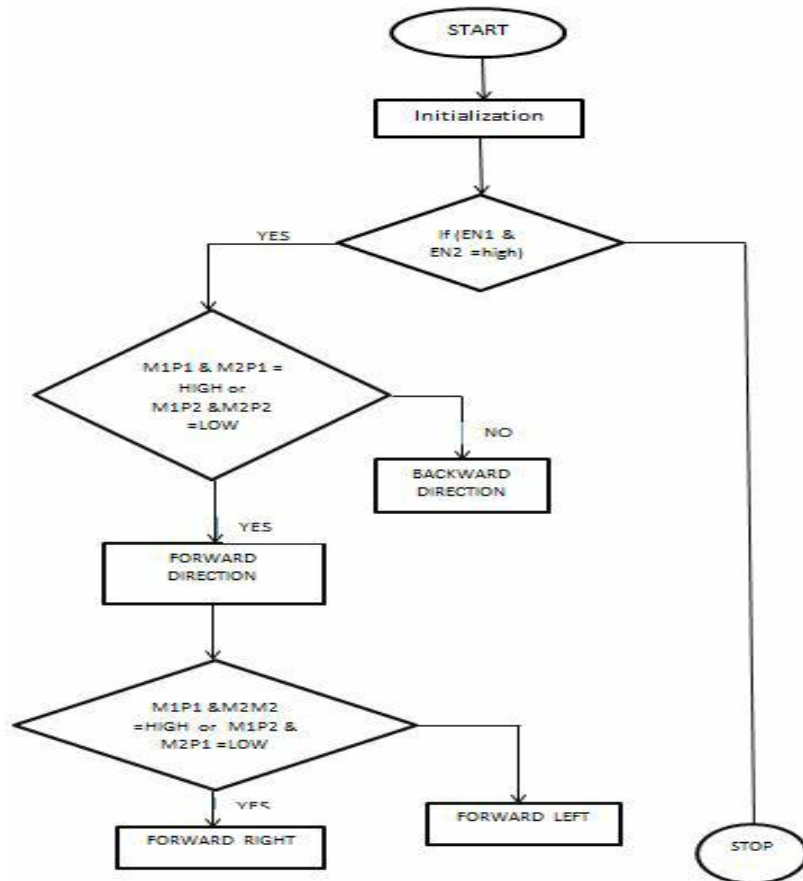 START
Initialization
If (EN1 &
EN2 =high)
YES
M1P1 & M2P1 =
HIGH or
M1P2 &M2P2
=LOW
NO
BACKWARD
DIRECTION
YES
FORWARD
DIRECTION
M1P1 &M2M2
=HIGH or M1P2 &
M2P1 =LOW
YES
FORWARD LEFT
FORWARD RIGHT
STOP